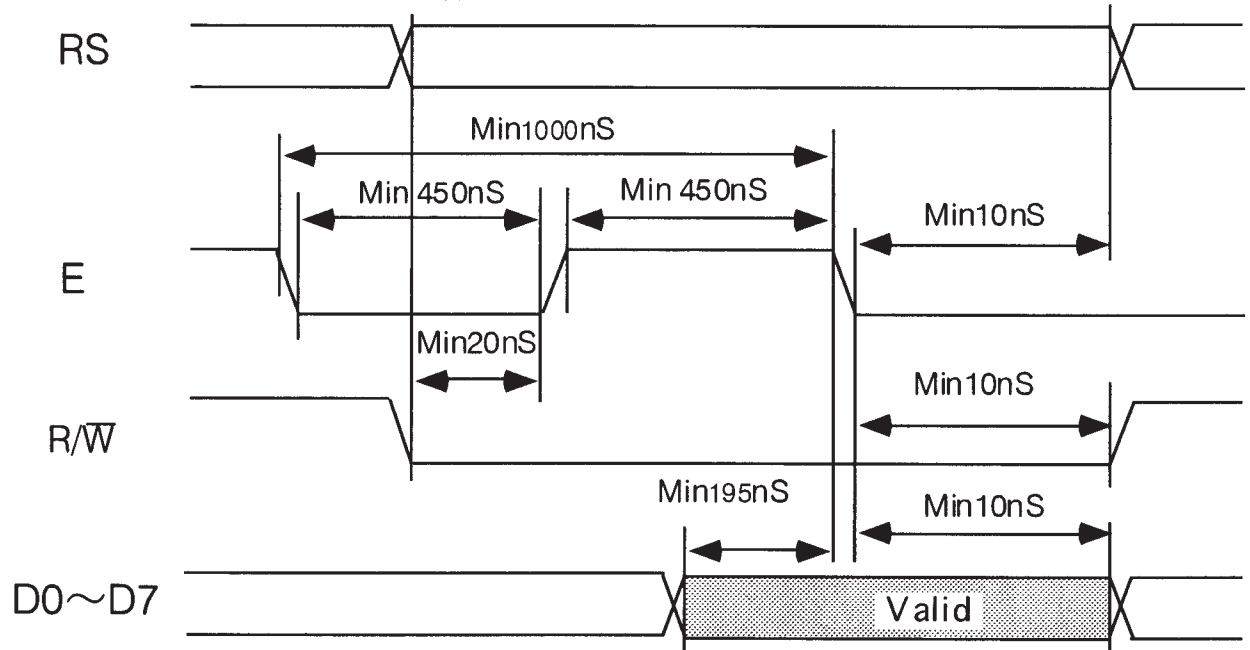 RS
Min1000nS
Min 450nS
Min 450nS
Min10nS
E
Min20nS
Min10nS
R/W̅
Min195nS
Min10nS
D0～D7
Valid